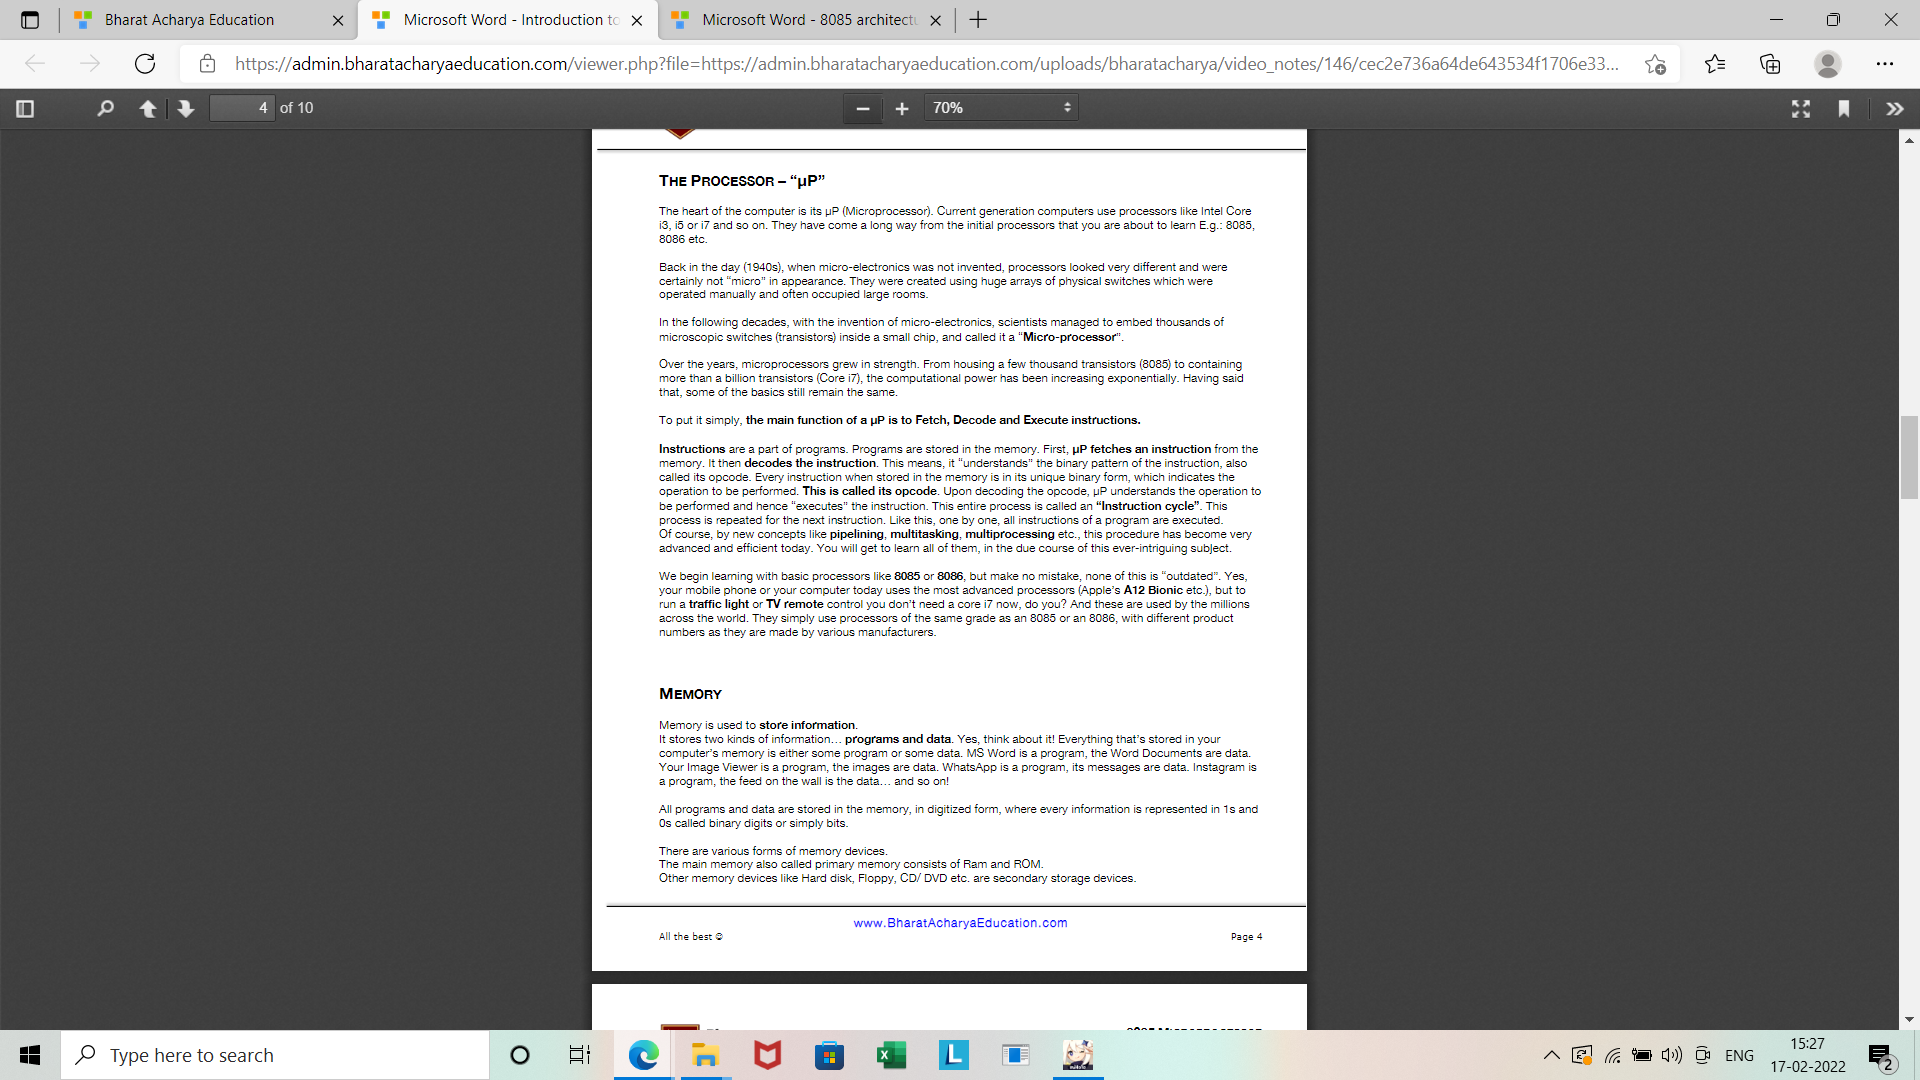 Bharat Acharya Education
Microsoft Word - Introduction to
Microsoft Word - 8085 architectu
https://admin.bharatacharyaeducation.com/viewer.php?file=https://admin.bharatacharyaeducation.com/uploads/bharatacharya/video_notes/146/cec2e736a64de643534f1706e33...
4 of 10
70%
THE PROCESSOR – “µP”
The heart of the computer is its µP (Microprocessor). Current generation computers use processors like Intel Core
i3, i5 or i7 and so on. They have come a long way from the initial processors that you are about to learn E.g.: 8085,
8086 etc.
Back in the day (1940s), when micro-electronics was not invented, processors looked very different and were
certainly not “micro” in appearance. They were created using huge arrays of physical switches which were
operated manually and often occupied large rooms.
In the following decades, with the invention of micro-electronics, scientists managed to embed thousands of
microscopic switches (transistors) inside a small chip, and called it a “Micro-processor”.
Over the years, microprocessors grew in strength. From housing a few thousand transistors (8085) to containing
more than a billion transistors (Core i7), the computational power has been increasing exponentially. Having said
that, some of the basics still remain the same.
To put it simply, the main function of a µP is to Fetch, Decode and Execute instructions.
Instructions are a part of programs. Programs are stored in the memory. First, µP fetches an instruction from the
memory. It then decodes the instruction. This means, it “understands” the binary pattern of the instruction, also
called its opcode. Every instruction when stored in the memory is in its unique binary form, which indicates the
operation to be performed. This is called its opcode. Upon decoding the opcode, µP understands the operation to
be performed and hence “executes” the instruction. This entire process is called an “Instruction cycle”. This
process is repeated for the next instruction. Like this, one by one, all instructions of a program are executed.
Of course, by new concepts like pipelining, multitasking, multiprocessing etc., this procedure has become very
advanced and efficient today. You will get to learn all of them, in the due course of this ever-intriguing subject.
We begin learning with basic processors like 8085 or 8086, but make no mistake, none of this is “outdated”. Yes,
your mobile phone or your computer today uses the most advanced processors (Apple’s A12 Bionic etc.), but to
run a traffic light or TV remote control you don’t need a core i7 now, do you? And these are used by the millions
across the world. They simply use processors of the same grade as an 8085 or an 8086, with different product
numbers as they are made by various manufacturers.
MEMORY
Memory is used to store information.
It stores two kinds of information… programs and data. Yes, think about it! Everything that’s stored in your
computer’s memory is either some program or some data. MS Word is a program, the Word Documents are data.
Your Image Viewer is a program, the images are data. WhatsApp is a program, its messages are data. Instagram is
a program, the feed on the wall is the data… and so on!
All programs and data are stored in the memory, in digitized form, where every information is represented in 1s and
0s called binary digits or simply bits.
There are various forms of memory devices.
The main memory also called primary memory consists of Ram and ROM.
Other memory devices like Hard disk, Floppy, CD/ DVD etc. are secondary storage devices.
www.BharatAcharyaEducation.com
All the best ☺
Page 4
Type here to search
ENG
15:27
17-02-2022
2